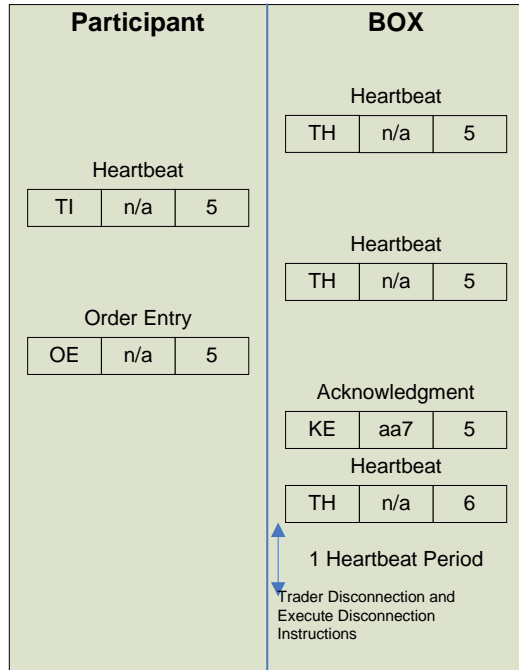 Participant BOX
Heartbeat
TH n/a 5
Heartbeat
TI n/a 5
Heartbeat
TH n/a 5
Order Entry
OE n/a 5
Acknowledgment
KE aa7 5
Heartbeat
TH n/a 6
1 Heartbeat Period
Trader Disconnection and
Execute Disconnection
Instructions